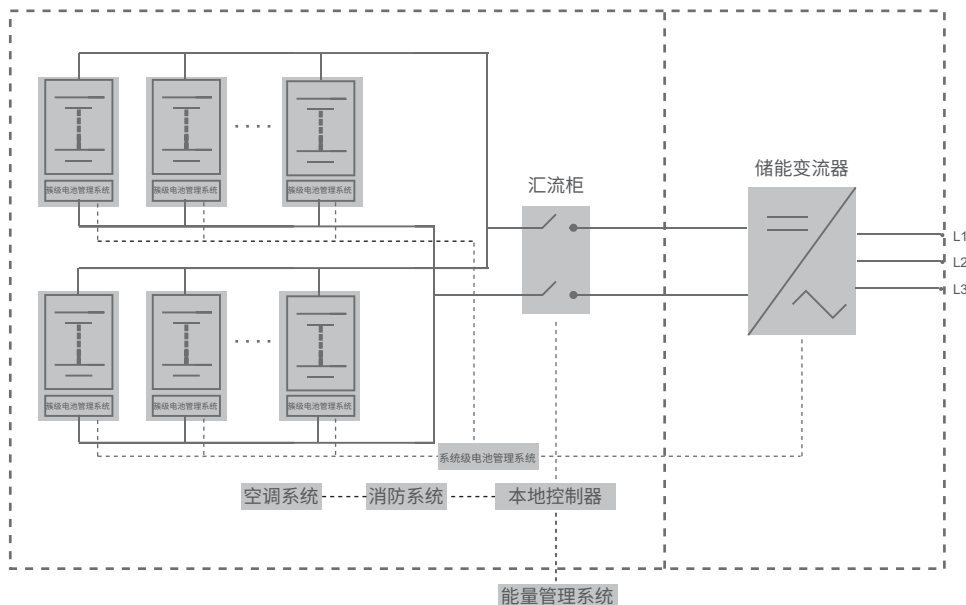 储能变流器
汇流柜
簇级电池管理系统
簇级电池管理系统
簇级电池管理系统
L1
L2
L3
簇级电池管理系统
簇级电池管理系统
簇级电池管理系统
系统级电池管理系统
空调系统
消防系统
本地控制器
能量管理系统